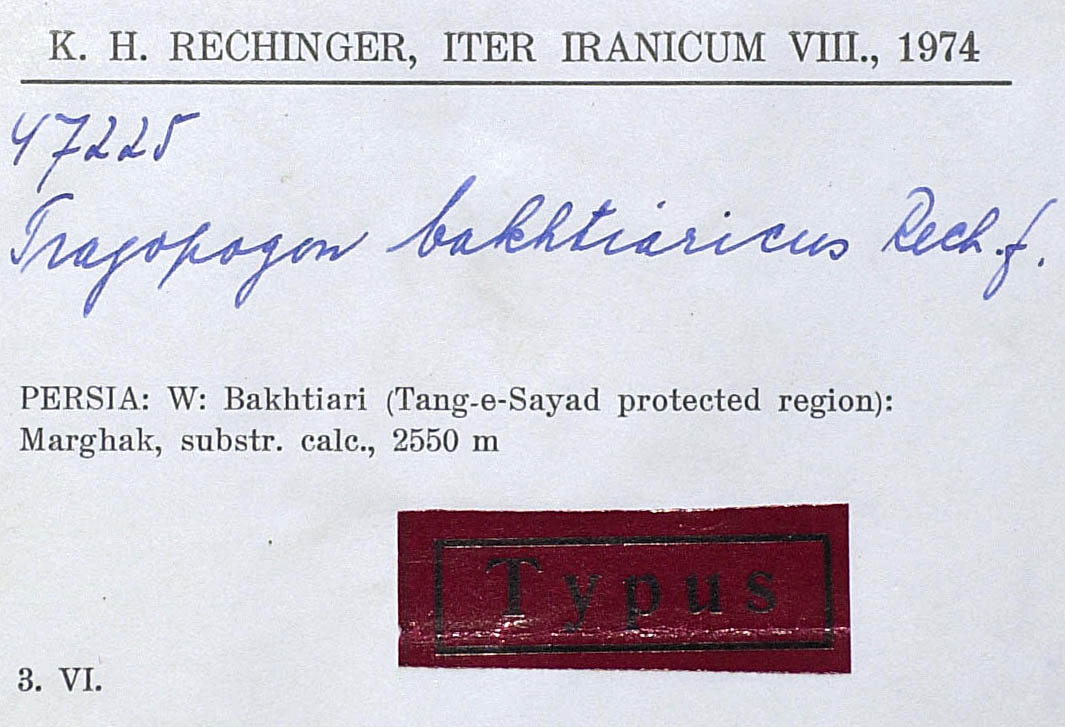 K. H. RECHINGER, ITER IRANICUM VIII., 1974
47225
Tragopogon bakhtiaricus Rech.f.
PERSIA: W: Bakhtiari (Tang-e-Sayad protected region):
Marghak, substr. calc., 2550 m
Typus
3. VI.